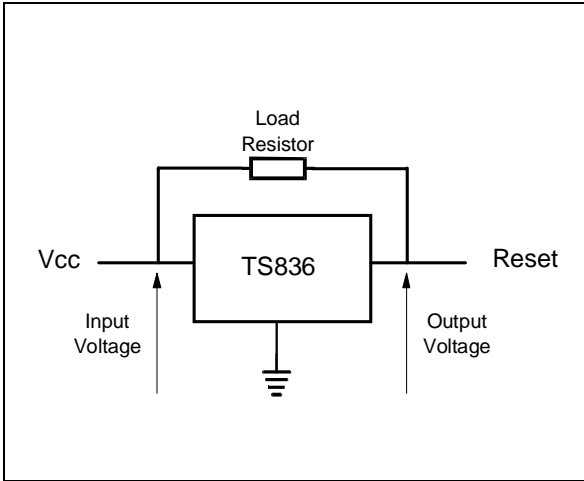 Load
Resistor
Vcc
TS836
Reset
Input
Voltage
Output
Voltage